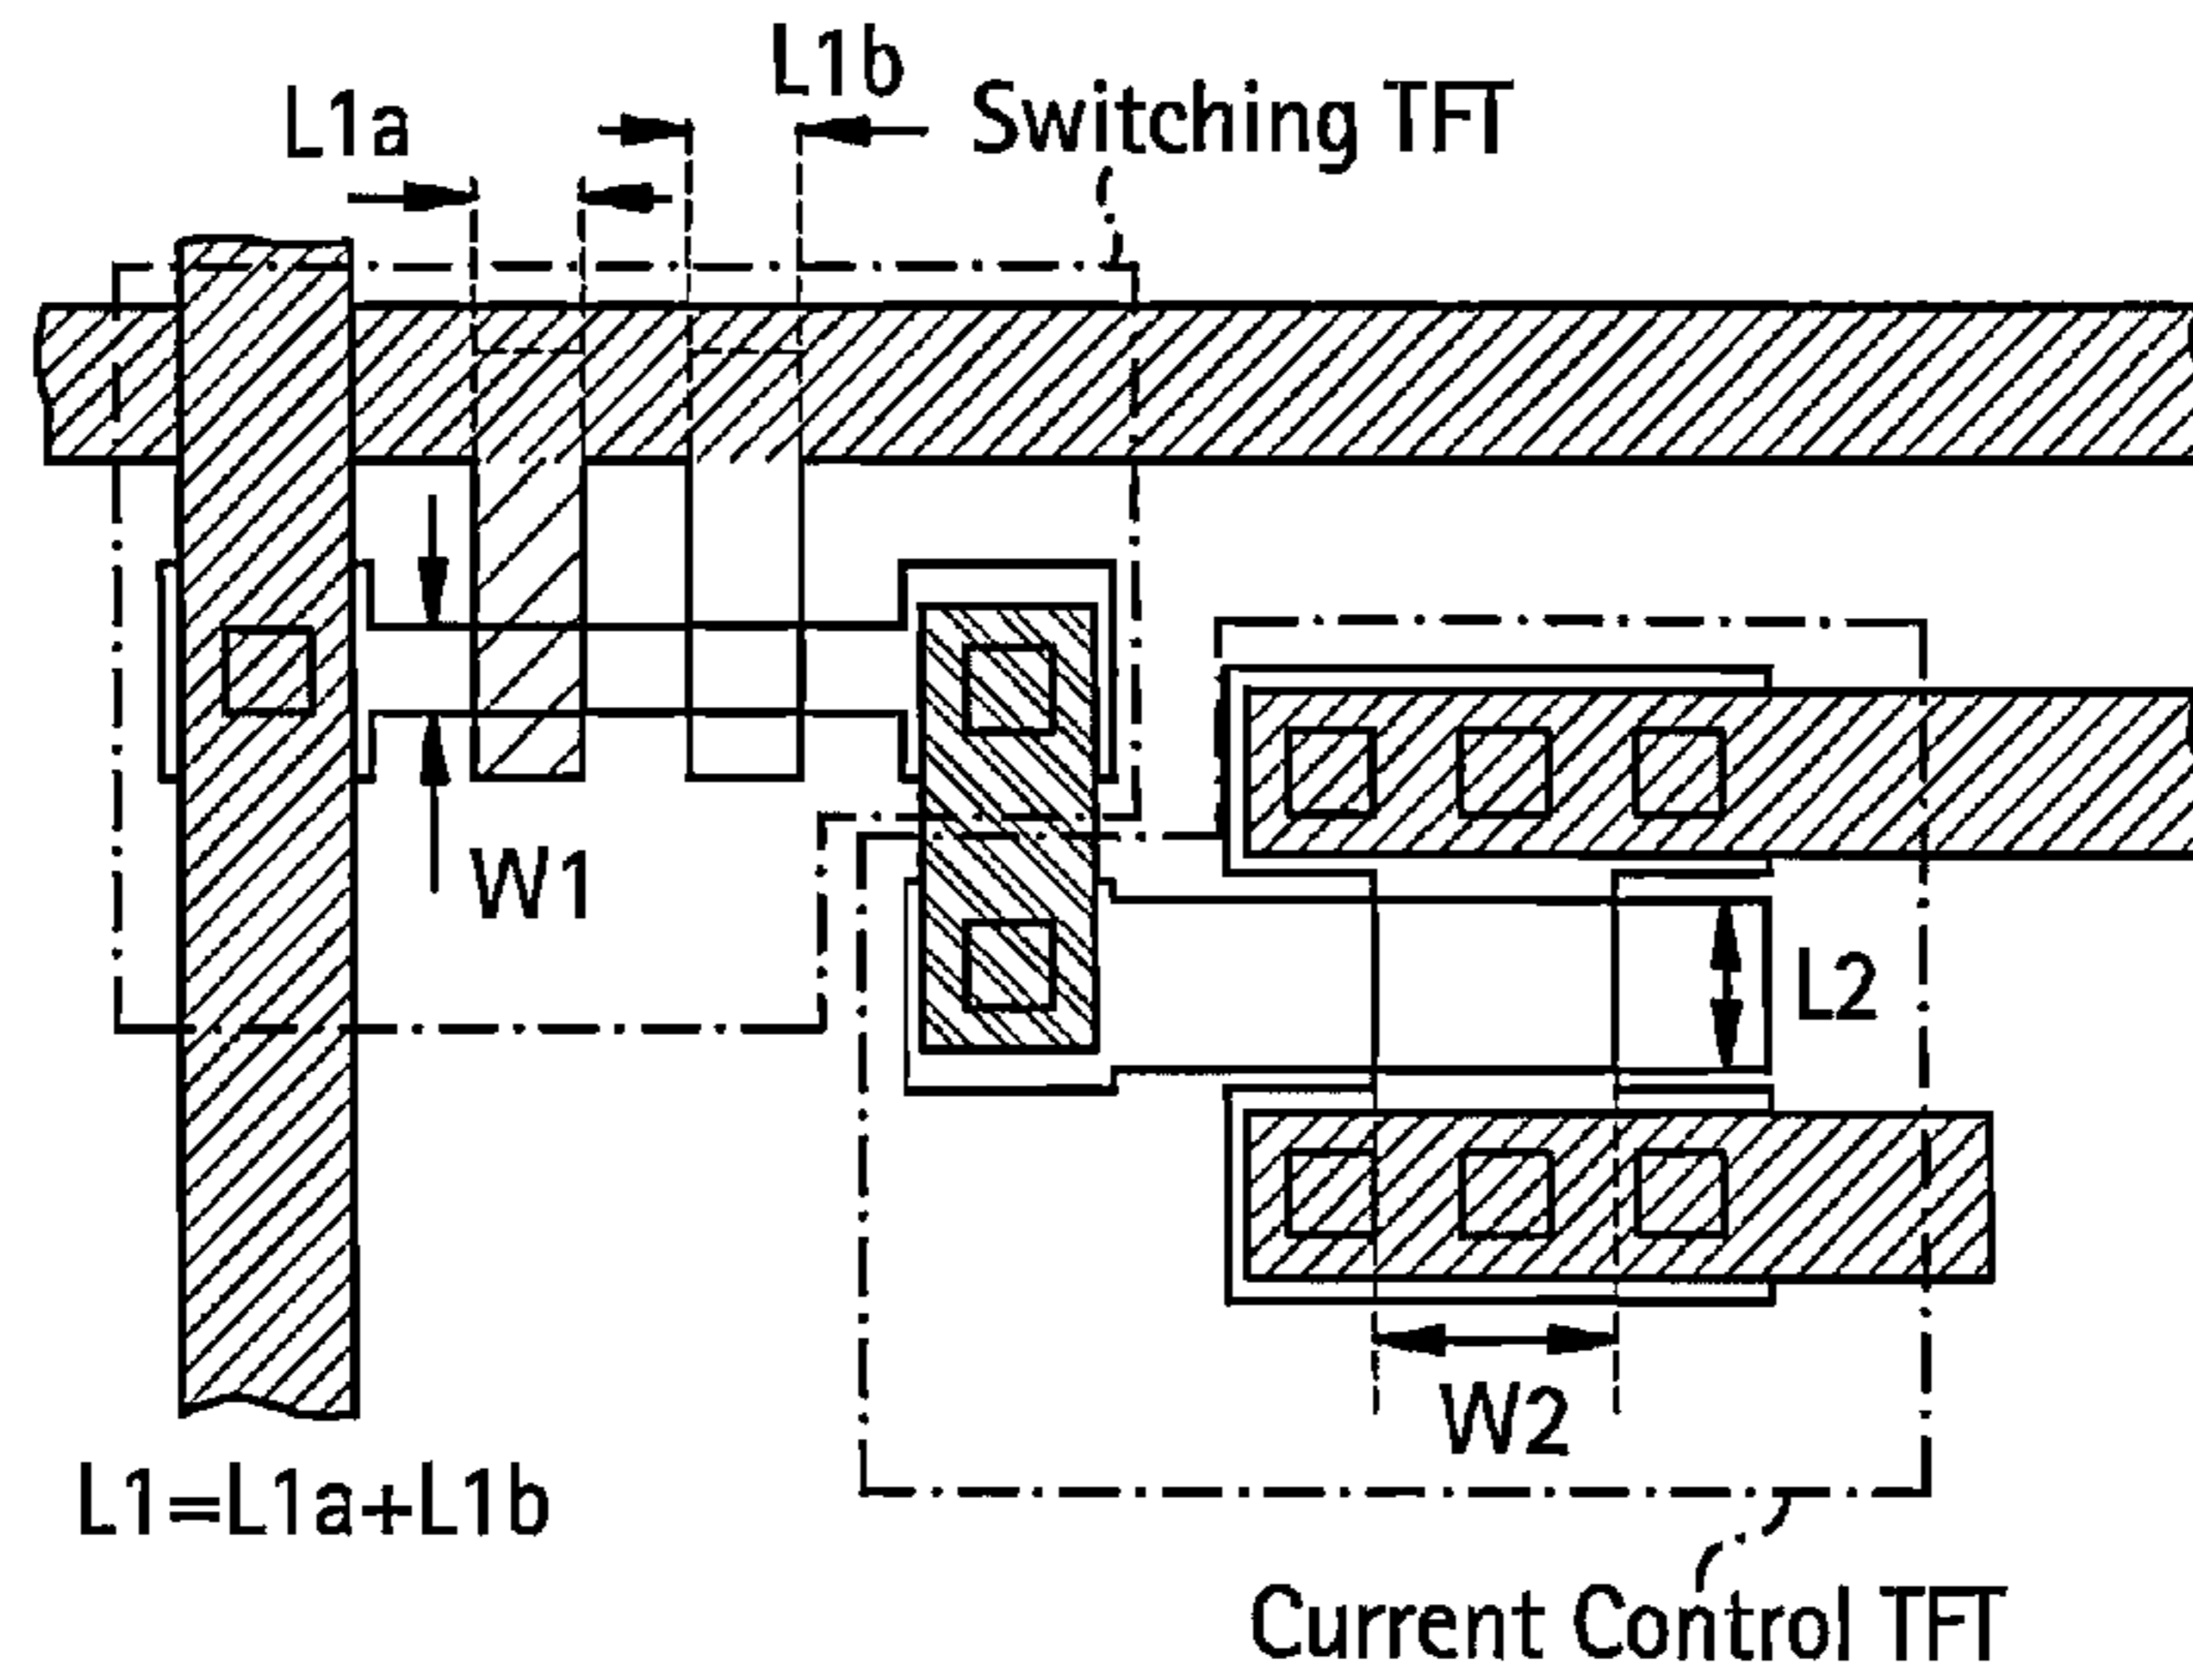 L1b
L1a
Switching TFT
W1
L2
W2
L1=L1a+L1b
Current Control TFT